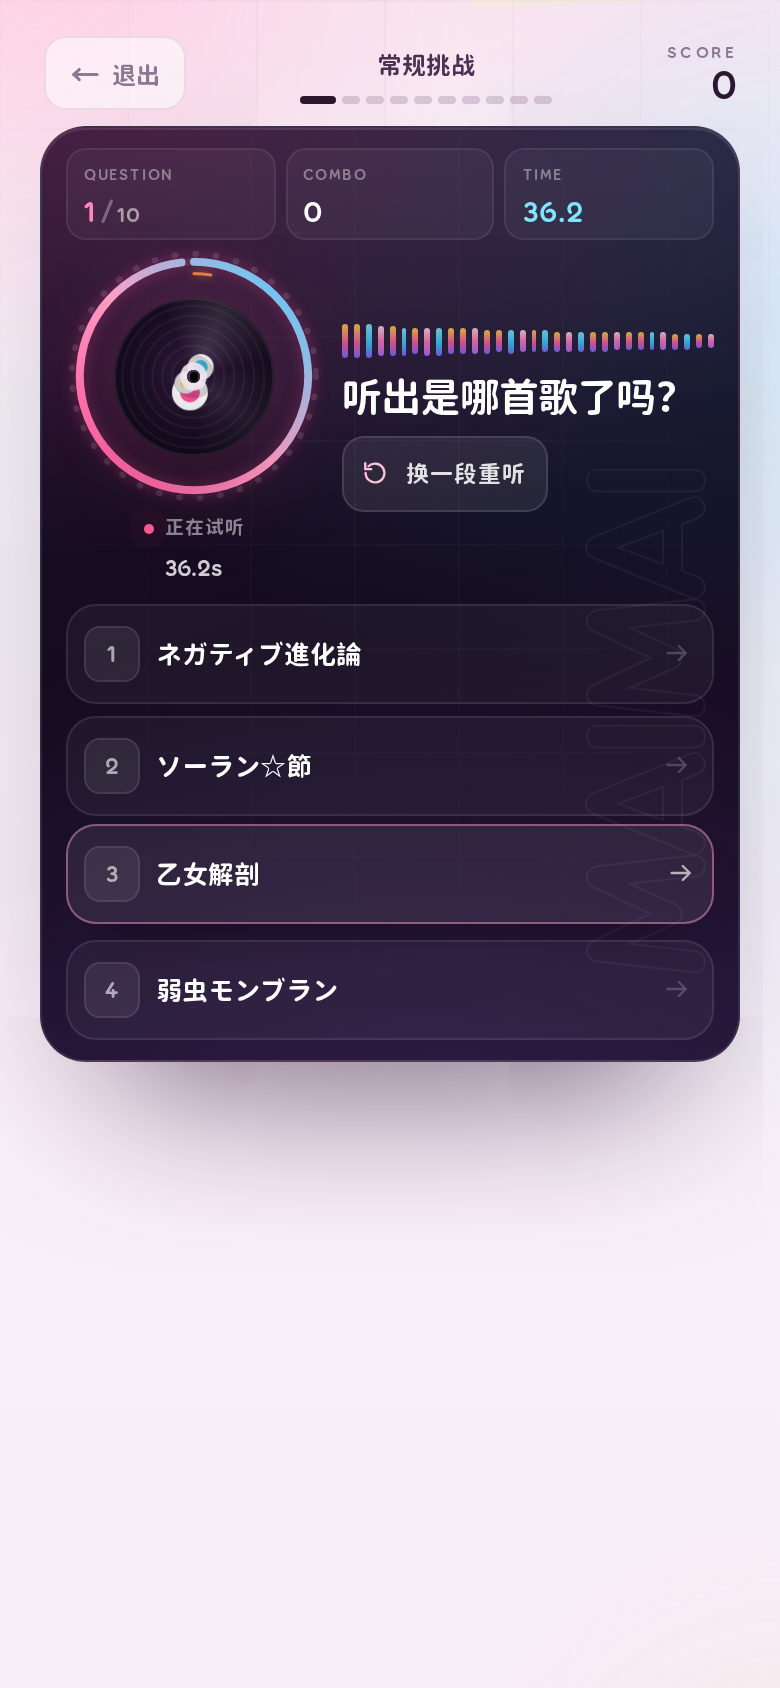 ← 退出
常规挑战
SCORE
0
QUESTION
1 / 10
COMBO
0
TIME
36.2
听出是哪首歌了吗?
换一段重听
正在试听
36.2s
1 ネガティブ進化論 →
2 ソーラン☆節 →
3 乙女解剖 →
4 弱虫モンブラン →
MAIMAI